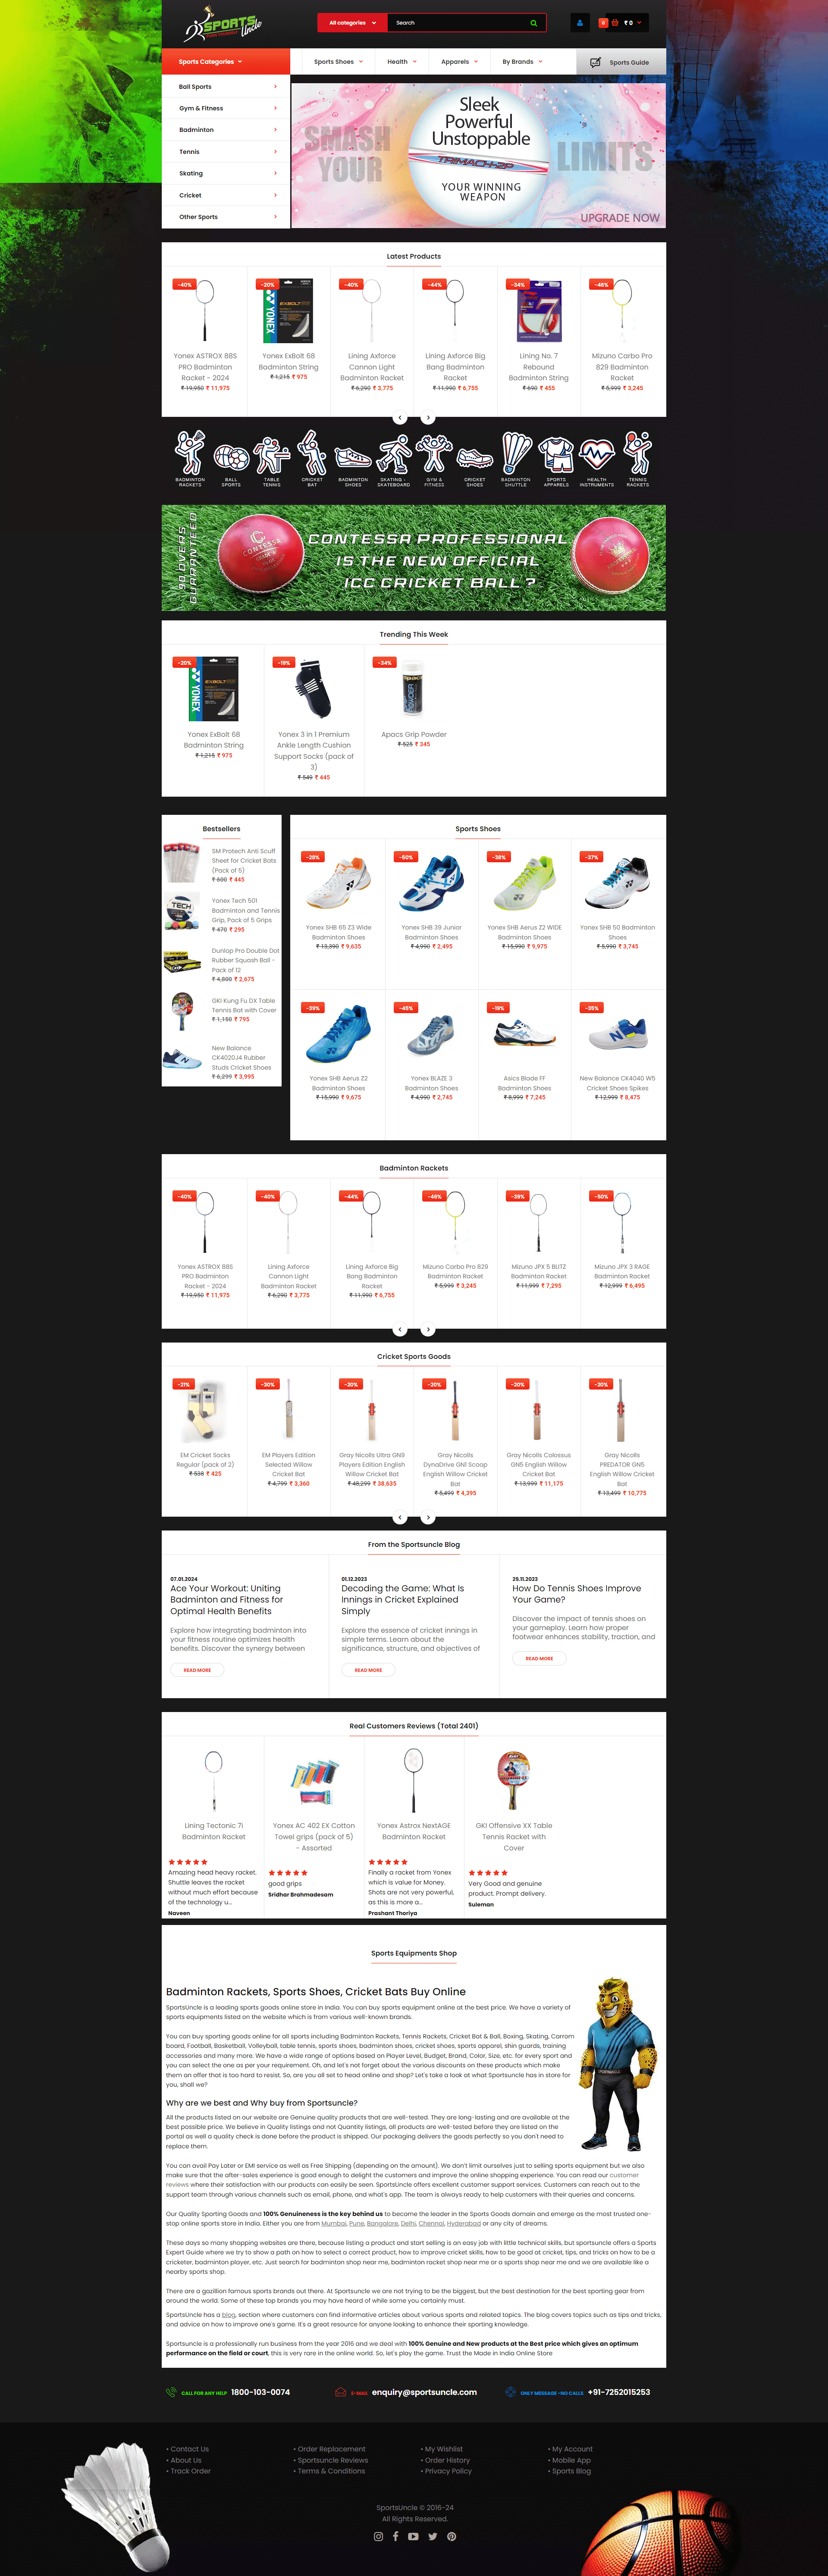 SPORTS
Uncle
All categories
Search
0
₹ 0
Sports Categories
Sports Shoes
Health
Apparels
By Brands
Sports Guide
Ball Sports
Gym & Fitness
Badminton
Tennis
Skating
Cricket
Other Sports
SMASH
YOUR
Sleek
Powerful
Unstoppable
TRIMACH-ZP
YOUR WINNING
WEAPON
LIMITS
UPGRADE NOW
Latest Products
-40%
Yonex ASTROX 88S
PRO Badminton
Racket - 2024
₹ 19,950 ₹ 11,975
-20%
Yonex ExBolt 68
Badminton String
₹ 1,215 ₹ 975
-40%
Lining Axforce
Cannon Light
Badminton Racket
₹ 6,290 ₹ 3,775
-44%
Lining Axforce Big
Bang Badminton
Racket
₹ 11,990 ₹ 6,755
-34%
Lining No. 7
Rebound
Badminton String
₹ 690 ₹ 455
-46%
Mizuno Carbo Pro
829 Badminton
Racket
₹ 5,999 ₹ 3,245
BADMINTON
RACKETS
BALL
SPORTS
TABLE
TENNIS
CRICKET
BAT
BADMINTON
SHOES
SKATING -
SKATEBOARD
GYM &
FITNESS
CRICKET
SHOES
BADMINTON
SHUTTLE
SPORTS
APPARELS
HEALTH
INSTRUMENTS
TENNIS
RACKETS
90 OVERS
GUARANTEED
CONTESSA
CONTESSA PROFESSIONAL
IS THE NEW OFFICIAL
ICC CRICKET BALL ?
Trending This Week
-20%
Yonex ExBolt 68
Badminton String
₹ 1,215 ₹ 975
-19%
Yonex 3 in 1 Premium
Ankle Length Cushion
Support Socks (pack of
3)
₹ 549 ₹ 445
-34%
Apacs Grip Powder
₹ 525 ₹ 345
Bestsellers
SM Protech Anti Scuff
Sheet for Cricket Bats
(Pack of 5)
₹ 600 ₹ 445
Yonex Tech 501
Badminton and Tennis
Grip, Pack of 5 Grips
₹ 470 ₹ 295
Dunlop Pro Double Dot
Rubber Squash Ball -
Pack of 12
₹ 4,800 ₹ 2,675
GKI Kung Fu DX Table
Tennis Bat with Cover
₹ 1,150 ₹ 795
New Balance
CK4020J4 Rubber
Studs Cricket Shoes
₹ 6,299 ₹ 3,995
Sports Shoes
-28%
Yonex SHB 65 Z3 Wide
Badminton Shoes
₹ 13,390 ₹ 9,635
-50%
Yonex SHB 39 Junior
Badminton Shoes
₹ 4,990 ₹ 2,495
-38%
Yonex SHB Aerus Z2 WIDE
Badminton Shoes
₹ 15,990 ₹ 9,975
-37%
Yonex SHB 50 Badminton
Shoes
₹ 5,990 ₹ 3,745
-39%
Yonex SHB Aerus Z2
Badminton Shoes
₹ 15,990 ₹ 9,675
-45%
Yonex BLAZE 3
Badminton Shoes
₹ 4,990 ₹ 2,745
-19%
Asics Blade FF
Badminton Shoes
₹ 8,999 ₹ 7,245
-35%
New Balance CK4040 W5
Cricket Shoes Spikes
₹ 12,999 ₹ 8,475
Badminton Rackets
-40%
Yonex ASTROX 88S
PRO Badminton
Racket - 2024
₹ 19,950 ₹ 11,975
-40%
Lining Axforce
Cannon Light
Badminton Racket
₹ 6,290 ₹ 3,775
-44%
Lining Axforce Big
Bang Badminton
Racket
₹ 11,990 ₹ 6,755
-46%
Mizuno Carbo Pro 829
Badminton Racket
₹ 5,999 ₹ 3,245
-39%
Mizuno JPX 5 BLITZ
Badminton Racket
₹ 11,999 ₹ 7,295
-50%
Mizuno JPX 3 RAGE
Badminton Racket
₹ 12,999 ₹ 6,495
Cricket Sports Goods
-21%
EM Cricket Socks
Regular (pack of 2)
₹ 538 ₹ 425
-30%
EM Players Edition
Selected Willow
Cricket Bat
₹ 4,799 ₹ 3,360
-20%
Gray Nicolls Ultra GN9
Players Edition English
Willow Cricket Bat
₹ 48,299 ₹ 38,635
-20%
Gray Nicolls
DynaDrive GN1 Scoop
English Willow Cricket
Bat
₹ 5,499 ₹ 4,395
-20%
Gray Nicolls Colossus
GN5 English Willow
Cricket Bat
₹ 13,999 ₹ 11,175
-20%
Gray Nicolls
PREDATOR GN5
English Willow Cricket
Bat
₹ 13,499 ₹ 10,775
From the Sportsuncle Blog
07.01.2024
Ace Your Workout: Uniting
Badminton and Fitness for
Optimal Health Benefits
Explore how integrating badminton into
your fitness routine optimizes health
benefits. Discover the synergy between
READ MORE
01.12.2023
Decoding the Game: What Is
Innings in Cricket Explained
Simply
Explore the essence of cricket innings in
simple terms. Learn about the
significance, structure, and objectives of
READ MORE
29.11.2023
How Do Tennis Shoes Improve
Your Game?
Discover the impact of tennis shoes on
your gameplay. Learn how proper
footwear enhances stability, traction, and
READ MORE
Real Customers Reviews (Total 2401)
Lining Tectonic 7i
Badminton Racket
Amazing head heavy racket.
Shuttle leaves the racket
without much effort because
of the technology u...
Naveen
Yonex AC 402 EX Cotton
Towel grips (pack of 5)
- Assorted
good grips
Sridhar Brahmadesam
Yonex Astrox NextAGE
Badminton Racket
Finally a racket from Yonex
which is value for Money.
Shots are not very powerful,
as this is more a...
Prashant Thoriya
GKI Offensive XX Table
Tennis Racket with
Cover
Very Good and genuine
product. Prompt delivery.
Suleman
Sports Equipments Shop
Badminton Rackets, Sports Shoes, Cricket Bats Buy Online
SportsUncle is a leading sports goods online store in India. You can buy sports equipment online at the best price. We have a variety of
sports equipments listed on the website which is from various well-known brands.
You can buy sporting goods online for all sports including Badminton Rackets, Tennis Rackets, Cricket Bat & Ball, Boxing, Skating, Carrom
board, Football, Basketball, Volleyball, table tennis, sports shoes, badminton shoes, cricket shoes, sports apparel, shin guards, training
accessories and many more. We have a wide range of options based on Player Level, Budget, Brand, Color, Size, etc. for every sport and
you can select the one as per your requirement. Oh, and let's not forget about the various discounts on these products which make
them an offer that is too hard to resist. So, are you all set to head online and shop? Let's take a look at what Sportsuncle has in store for
you, shall we?
Why are we best and Why buy from Sportsuncle?
All the products listed on our website are Genuine quality products that are well-tested. They are long-lasting and are available at the
best possible price. We believe in Quality listings and not Quantity listings, all products are well-tested before they are listed on the
portal as well a quality check is done before the product is shipped. Our packaging delivers the goods perfectly so you don't need to
replace them.
You can avail Pay Later or EMI service as well as Free Shipping (depending on the amount). We don't limit ourselves just to selling sports equipment but we also
make sure that the after-sales experience is good enough to delight the customers and improve the online shopping experience. You can read our customer
reviews where their satisfaction with our products can easily be seen. SportsUncle offers excellent customer support services. Customers can reach out to the
support team through various channels such as email, phone, and what's app. The team is always ready to help customers with their queries and concerns.
Our Quality Sporting Goods and 100% Genuineness is the key behind us to become the leader in the Sports Goods domain and emerge as the most trusted one-
stop online sports store in India. Either you are from Mumbai, Pune, Bangalore, Delhi, Chennai, Hyderabad or any city of dreams.
These days so many shopping websites are there, because listing a product and start selling is an easy job with little technical skills, but sportsuncle offers a Sports
Expert Guide where we try to show a path on how to select a correct product, how to improve cricket skills, how to be good at cricket, tips, and tricks on how to be a
cricketer, badminton player, etc. Just search for badminton shop near me, badminton racket shop near me or a sports shop near me and we are available like a
nearby sports shop.
There are a gazillion famous sports brands out there. At Sportsuncle we are not trying to be the biggest, but the best destination for the best sporting gear from
around the world. Some of these top brands you may have heard of while some you certainly must.
SportsUncle has a blog, section where customers can find informative articles about various sports and related topics. The blog covers topics such as tips and tricks,
and advice on how to improve one's game. It's a great resource for anyone looking to enhance their sporting knowledge.
Sportsuncle is a professionally run business from the year 2016 and we deal with 100% Genuine and New products at the Best price which gives an optimum
performance on the field or court, this is very rare in the online world. So, let's play the game. Trust the Made in India Online Store
CALL FOR ANY HELP 1800-103-0074
E-MAIL enquiry@sportsuncle.com
ONLY MESSAGE -NO CALLS +91-7252015253
• Contact Us
• About Us
• Track Order
• Order Replacement
• Sportsuncle Reviews
• Terms & Conditions
• My Wishlist
• Order History
• Privacy Policy
• My Account
• Mobile App
• Sports Blog
SportsUncle © 2016-24
All Rights Reserved.